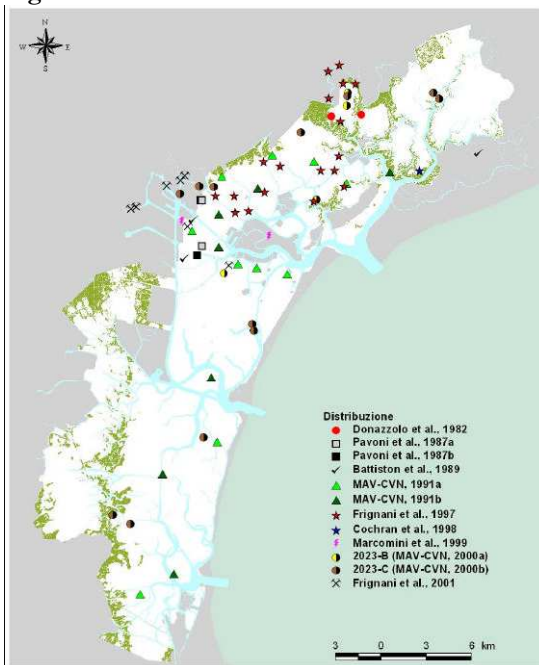 N
W E
S
Distribuzione
Donazzolo et al., 1982
Pavoni et al., 1987a
Pavoni et al., 1987b
Battiston et al., 1989
MAV-CVN, 1991a
MAV-CVN, 1991b
Frignani et al., 1997
Cochran et al., 1998
Marcomini et al., 1999
2023-B (MAV-CVN, 2000a)
2023-C (MAV-CVN, 2000b)
Frignani et al., 2001
3 0 3 6 km